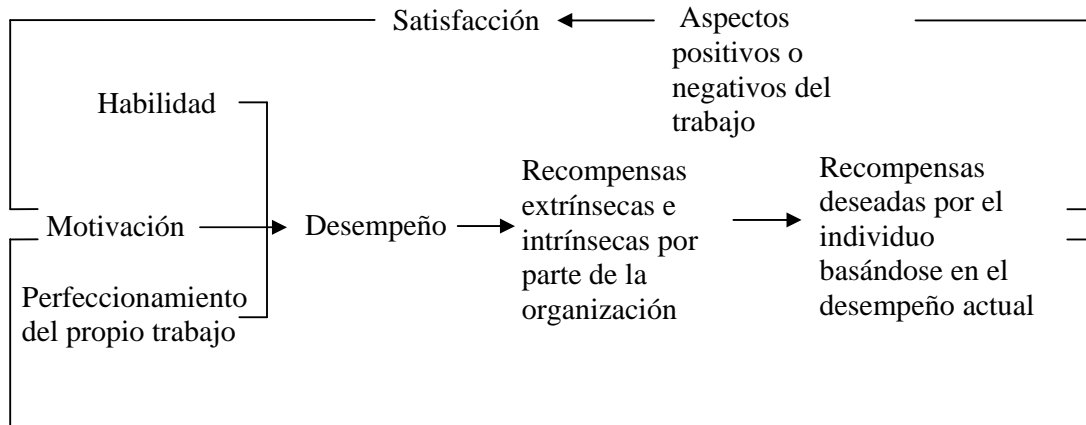 Satisfacción
Aspectos
positivos o
negativos del
trabajo
Habilidad
Motivación
Perfeccionamiento
del propio trabajo
Desempeño
Recompensas
extrínsecas e
intrínsecas por
parte de la
organización
Recompensas
deseadas por el
individuo
basándose en el
desempeño actual